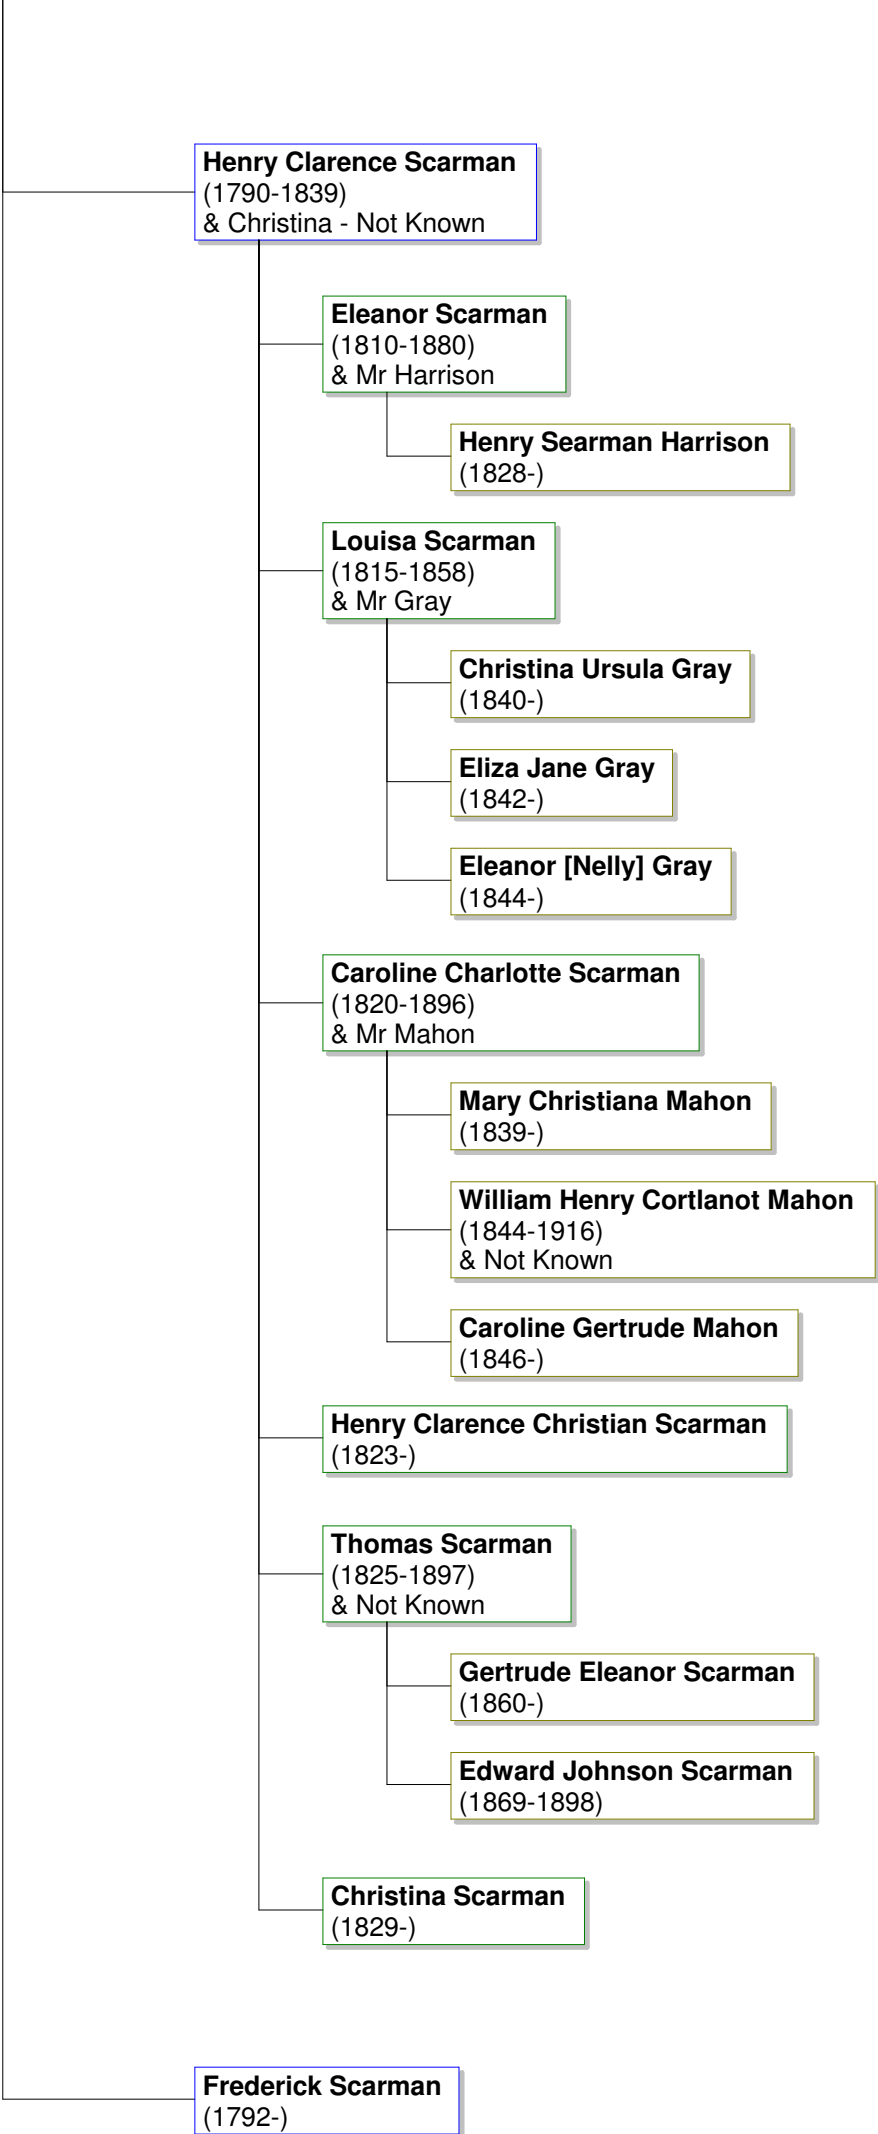 Henry Clarence Scarman
(1790-1839)
& Christina - Not Known
Eleanor Scarman
(1810-1880)
& Mr Harrison
Henry Searman Harrison
(1828-)
Louisa Scarman
(1815-1858)
& Mr Gray
Christina Ursula Gray
(1840-)
Eliza Jane Gray
(1842-)
Eleanor [Nelly] Gray
(1844-)
Caroline Charlotte Scarman
(1820-1896)
& Mr Mahon
Mary Christiana Mahon
(1839-)
William Henry Cortlanot Mahon
(1844-1916)
& Not Known
Caroline Gertrude Mahon
(1846-)
Henry Clarence Christian Scarman
(1823-)
Thomas Scarman
(1825-1897)
& Not Known
Gertrude Eleanor Scarman
(1860-)
Edward Johnson Scarman
(1869-1898)
Christina Scarman
(1829-)
Frederick Scarman
(1792-)